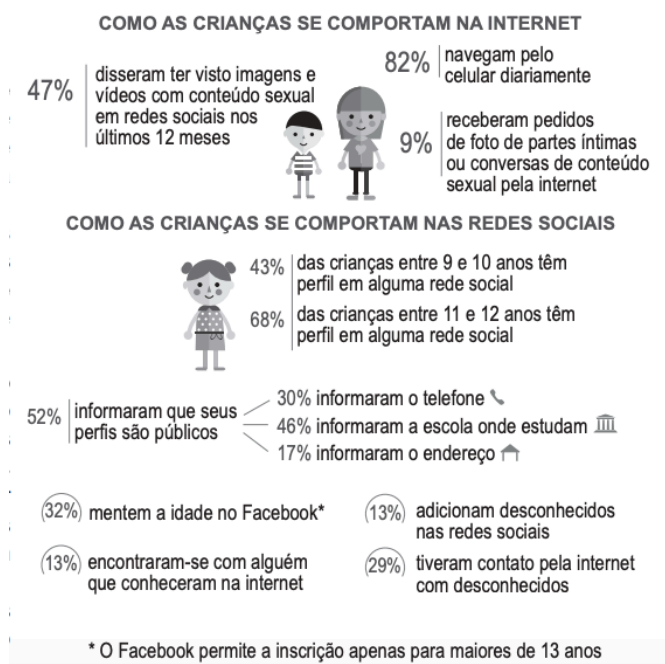 COMO AS CRIANÇAS SE COMPORTAM NA INTERNET
47%
disseram ter visto imagens e
vídeos com conteúdo sexual
em redes sociais nos
últimos 12 meses
82%
navegam pelo
celular diariamente
9%
receberam pedidos
de foto de partes íntimas
ou conversas de conteúdo
sexual pela internet
COMO AS CRIANÇAS SE COMPORTAM NAS REDES SOCIAIS
43%
das crianças entre 9 e 10 anos têm
perfil em alguma rede social
68%
das crianças entre 11 e 12 anos têm
perfil em alguma rede social
52%
informaram que seus
perfis são públicos
30% informaram o telefone
46% informaram a escola onde estudam
17% informaram o endereço
32% mentem a idade no Facebook*
13% adicionam desconhecidos
nas redes sociais
13% encontraram-se com alguém
que conheceram na internet
29% tiveram contato pela internet
com desconhecidos
* O Facebook permite a inscrição apenas para maiores de 13 anos